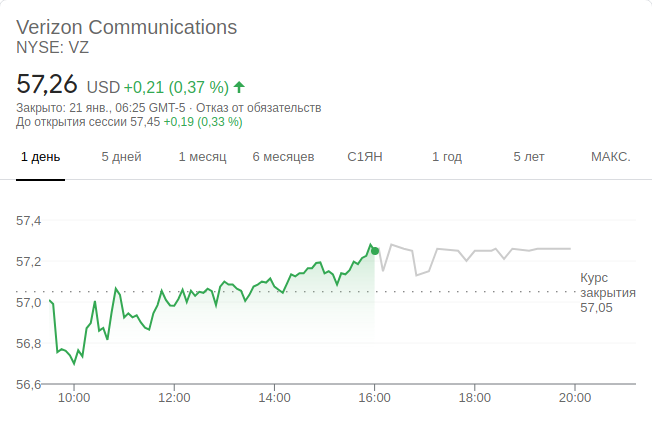 Verizon Communications
NYSE: VZ
57,26 USD +0,21 (0,37 %)
Закрыто: 21 янв., 06:25 GMT-5 · Отказ от обязательств
До открытия сессии 57,45 +0,19 (0,33 %)
1 день 5 дней 1 месяц 6 месяцев С1ЯН 1 год 5 лет МАКС.
57,4
57,2
57,0
56,8
56,6
Курс
закрытия
57,05
10:00 12:00 14:00 16:00 18:00 20:00